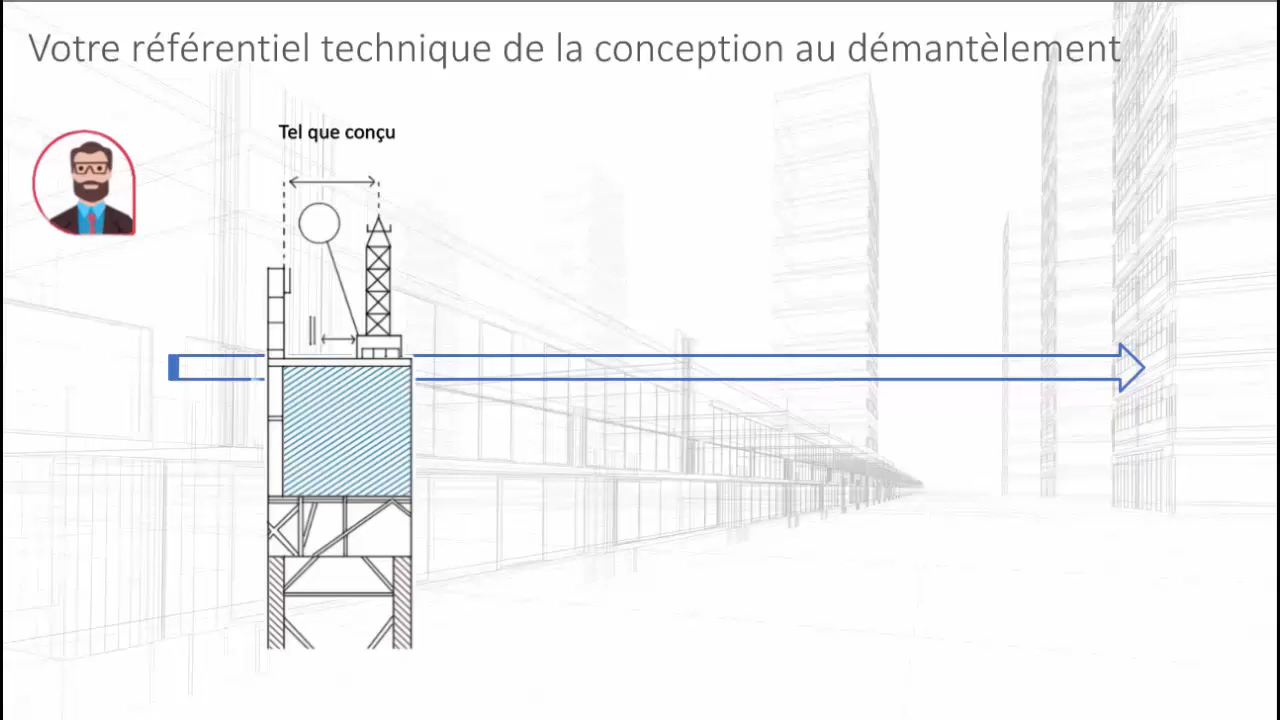 Votre référentiel technique de la conception au démantèlement
Tel que conçu